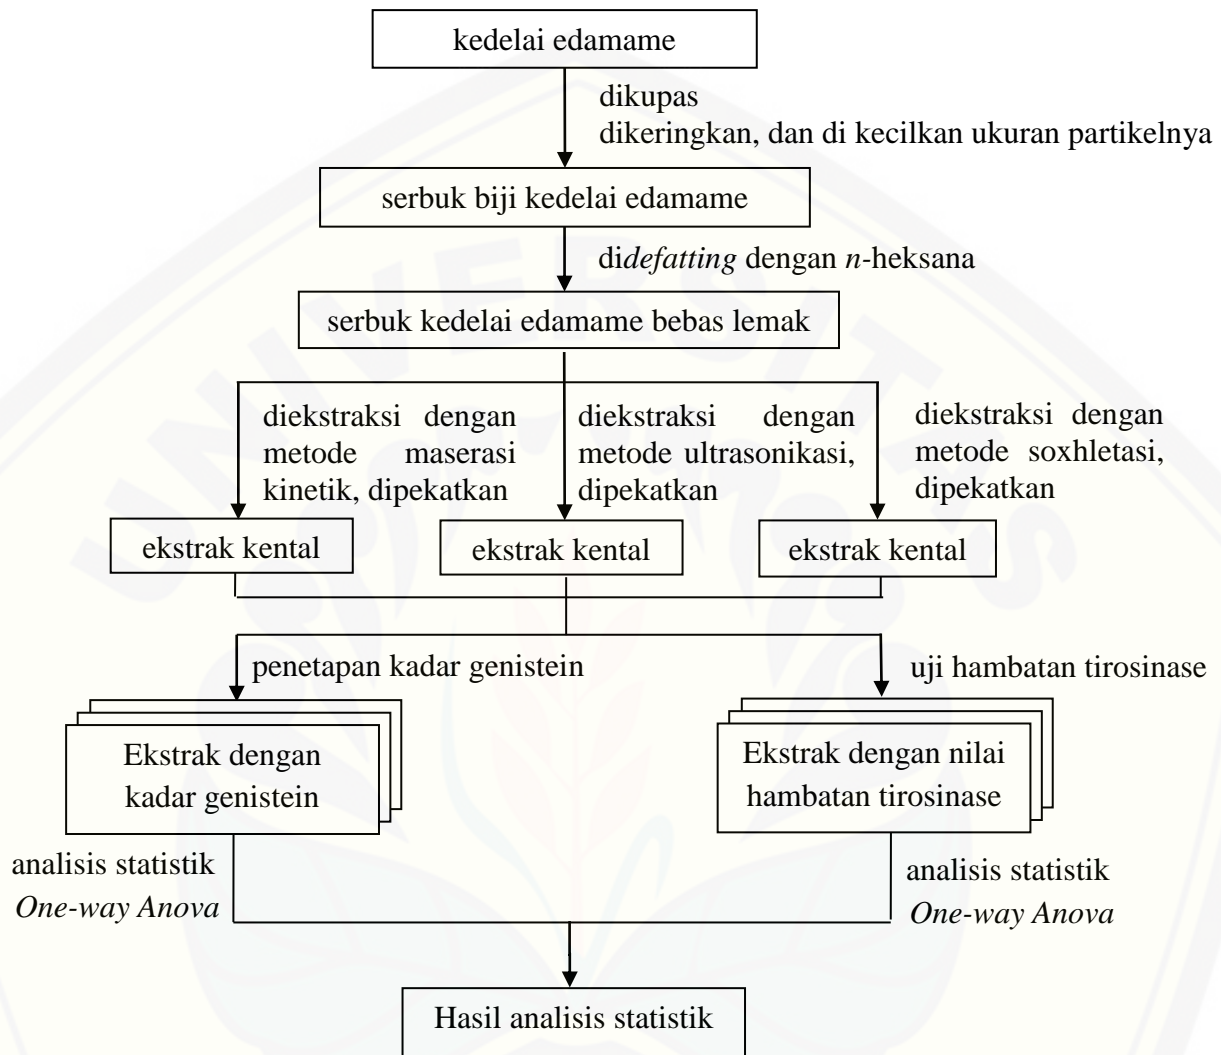 kedelai edamame
dikupas
dikeringkan, dan di kecilkan ukuran partikelnya
serbuk biji kedelai edamame
didefatting dengan n-heksana
serbuk kedelai edamame bebas lemak
diekstraksi dengan
metode maserasi
kinetik, dipekatkan
diekstraksi dengan
metode ultrasonikasi,
dipekatkan
diekstraksi dengan
metode soxhletasi,
dipekatkan
ekstrak kental
ekstrak kental
ekstrak kental
penetapan kadar genistein
uji hambatan tirosinase
Ekstrak dengan
kadar genistein
Ekstrak dengan nilai
hambatan tirosinase
analisis statistik
One-way Anova
analisis statistik
One-way Anova
Hasil analisis statistik
UNIVERSITAS